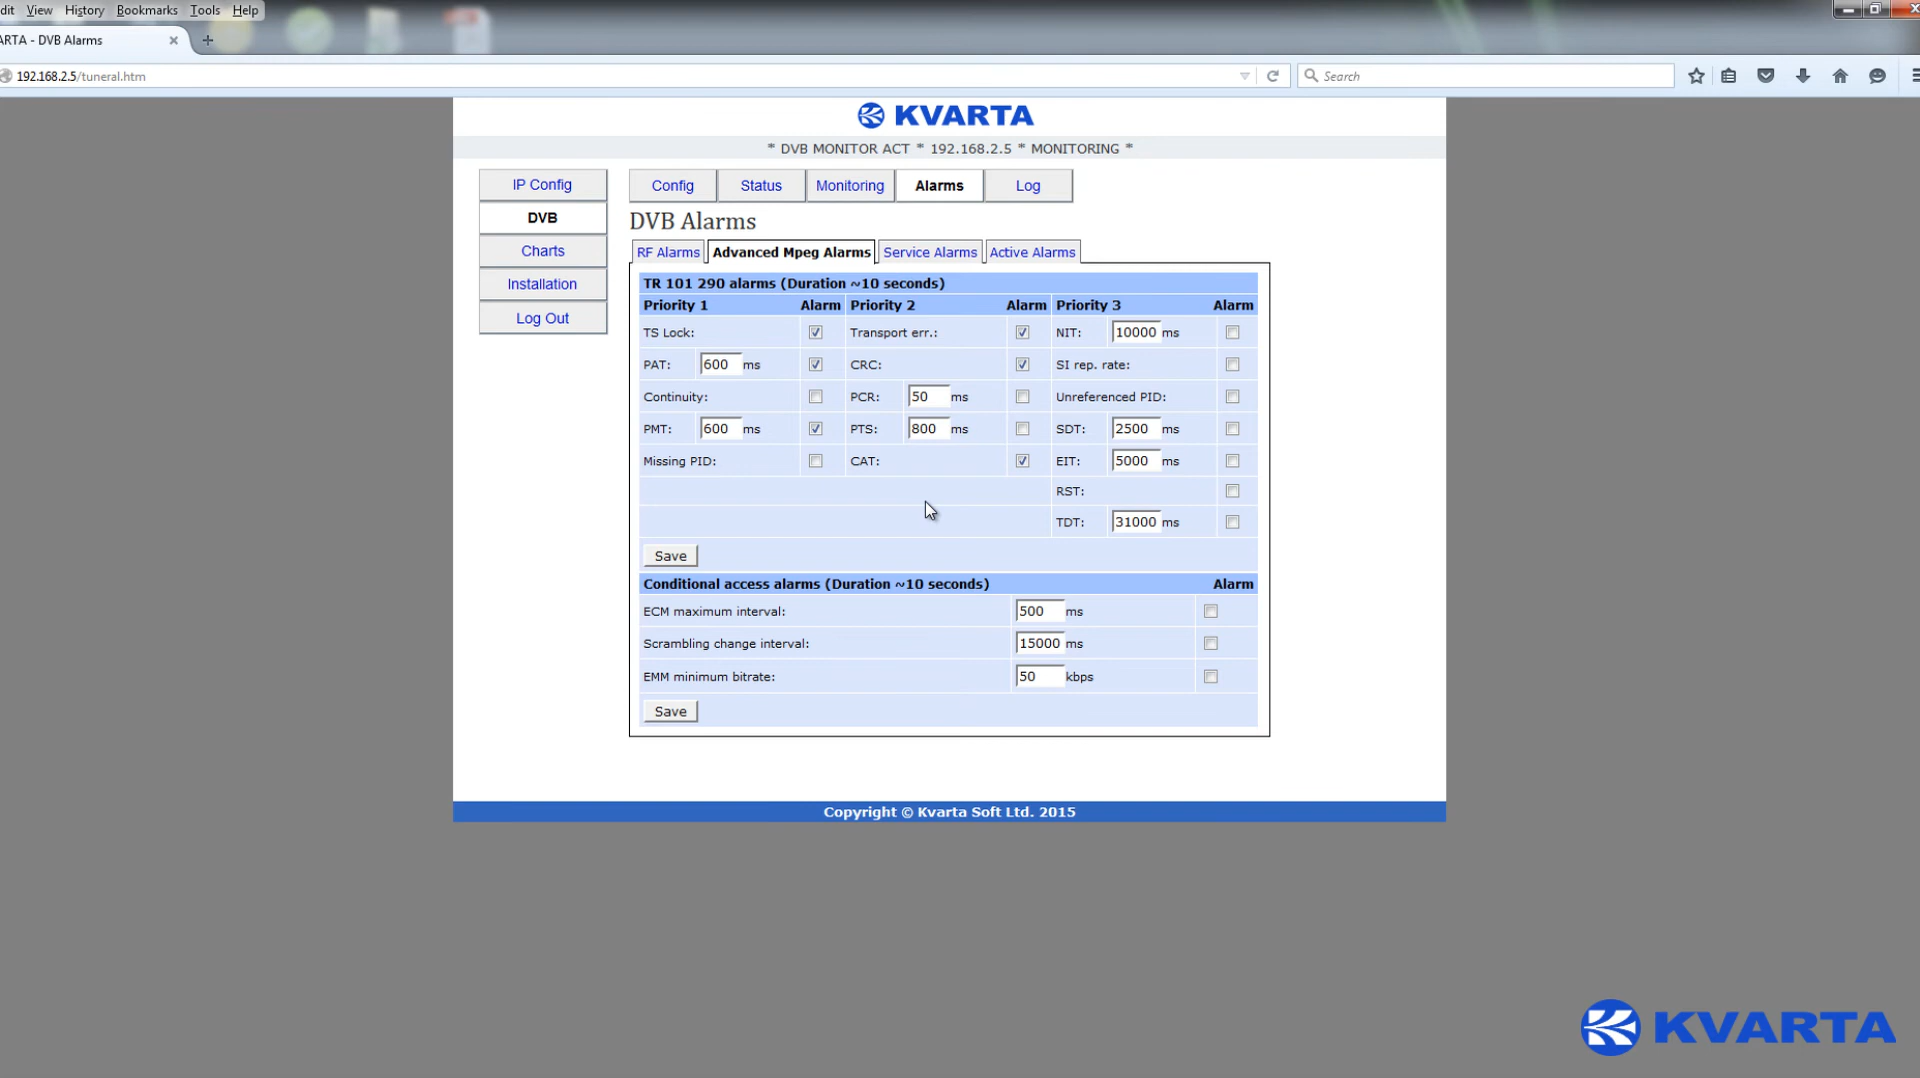 dit View History Bookmarks Tools Help
ARTA - DVB Alarms × +
192.168.2.5/tuneral.htm Search
KVARTA
* DVB MONITOR ACT * 192.168.2.5 * MONITORING *
IP Config
DVB
Charts
Installation
Log Out
Config Status Monitoring Alarms Log
DVB Alarms
RF Alarms Advanced Mpeg Alarms Service Alarms Active Alarms
TR 101 290 alarms (Duration ~10 seconds)
Priority 1 Alarm Priority 2 Alarm Priority 3 Alarm
TS Lock: Transport err.: NIT: 10000 ms
PAT: 600 ms CRC: SI rep. rate:
Continuity: PCR: 50 ms Unreferenced PID:
PMT: 600 ms PTS: 800 ms SDT: 2500 ms
Missing PID: CAT: EIT: 5000 ms
RST:
TDT: 31000 ms
Save
Conditional access alarms (Duration ~10 seconds) Alarm
ECM maximum interval: 500 ms
Scrambling change interval: 15000 ms
EMM minimum bitrate: 50 kbps
Save
Copyright © Kvarta Soft Ltd. 2015
KVARTA